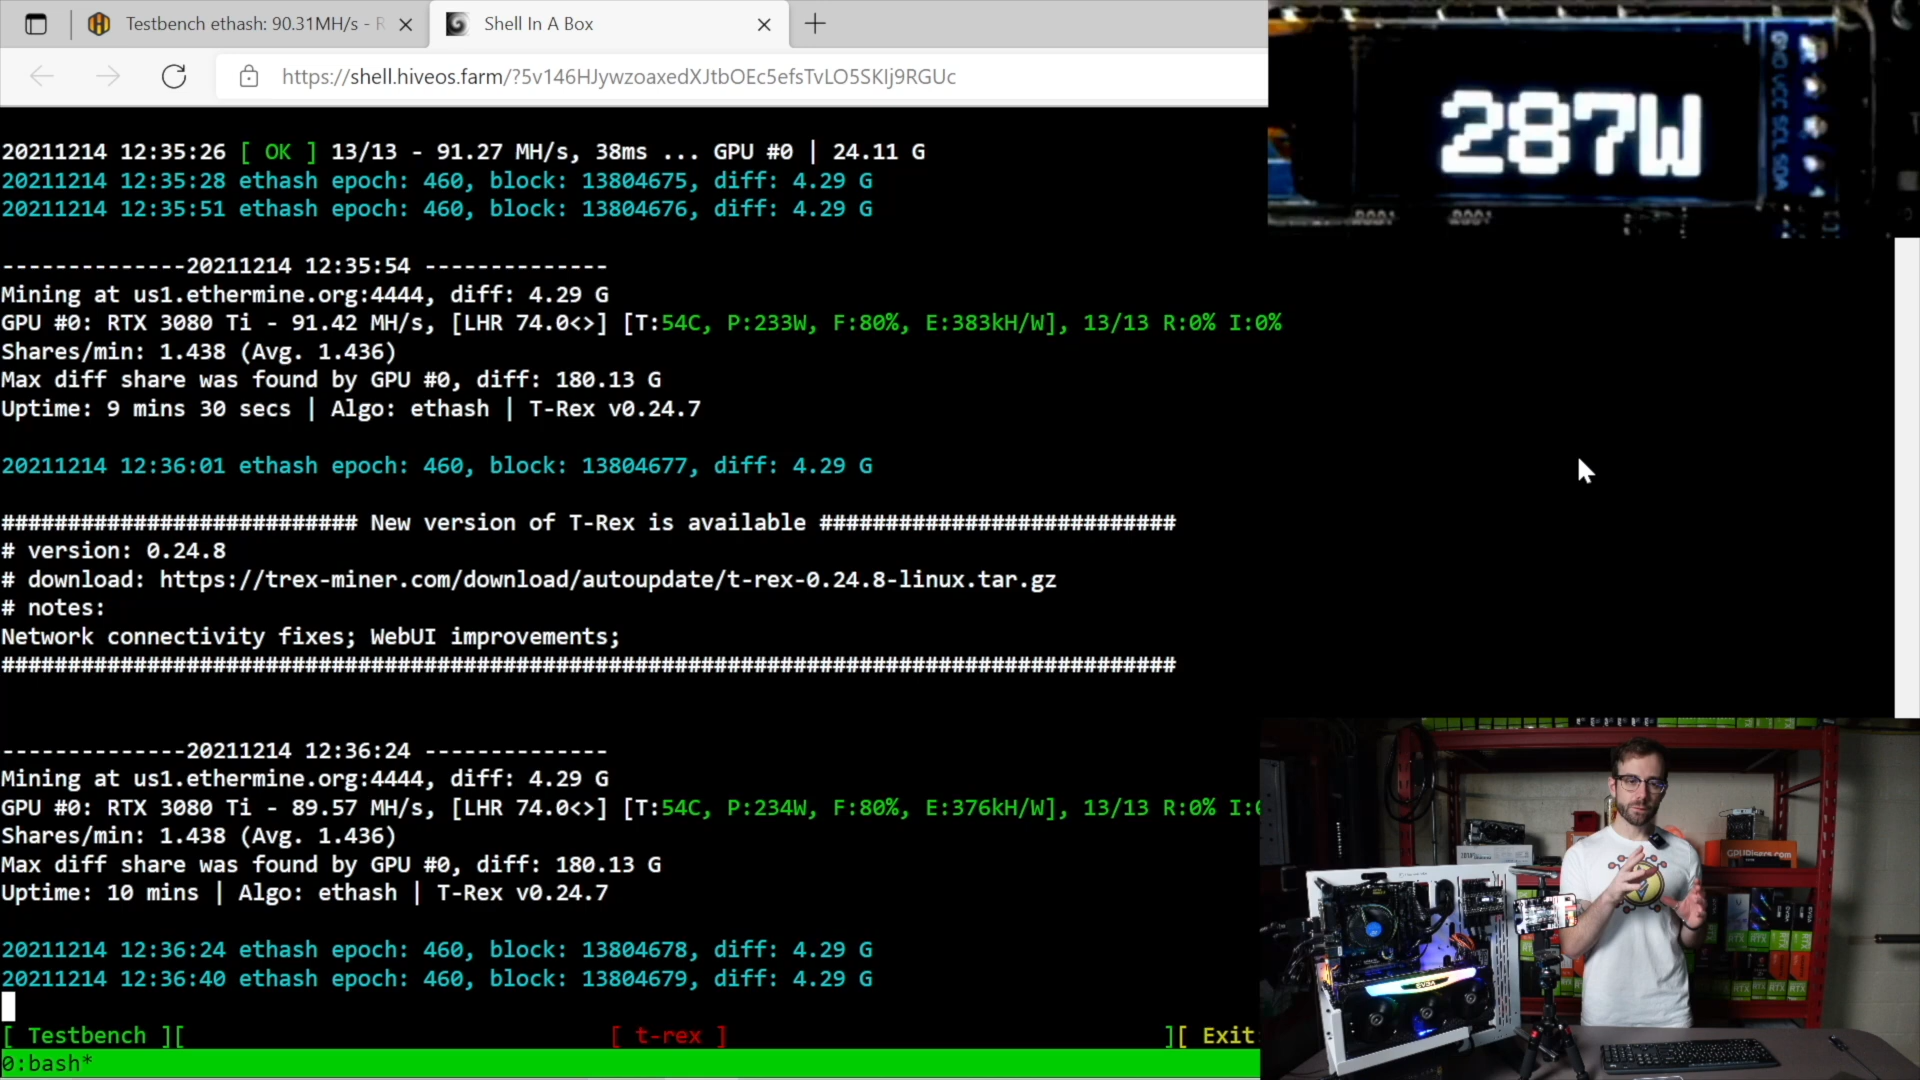 Testbench ethash: 90.31MH/s - R
Shell In A Box
https://shell.hiveos.farm/?5v146HJywzoaxedXJtbOEc5efsTvLO5SKIj9RGUc
287W
GND VCC SCL SDA
20211214 12:35:26 [ OK ] 13/13 - 91.27 MH/s, 38ms ... GPU #0 | 24.11 G
20211214 12:35:28 ethash epoch: 460, block: 13804675, diff: 4.29 G
20211214 12:35:51 ethash epoch: 460, block: 13804676, diff: 4.29 G
--------------20211214 12:35:54 --------------
Mining at us1.ethermine.org:4444, diff: 4.29 G
GPU #0: RTX 3080 Ti - 91.42 MH/s, [LHR 74.0<>] [T:54C, P:233W, F:80%, E:383kH/W], 13/13 R:0% I:0%
Shares/min: 1.438 (Avg. 1.436)
Max diff share was found by GPU #0, diff: 180.13 G
Uptime: 9 mins 30 secs | Algo: ethash | T-Rex v0.24.7
20211214 12:36:01 ethash epoch: 460, block: 13804677, diff: 4.29 G
########################### New version of T-Rex is available ###########################
# version: 0.24.8
# download: https://trex-miner.com/download/autoupdate/t-rex-0.24.8-linux.tar.gz
# notes:
Network connectivity fixes; WebUI improvements;
#########################################################################################
--------------20211214 12:36:24 --------------
Mining at us1.ethermine.org:4444, diff: 4.29 G
GPU #0: RTX 3080 Ti - 89.57 MH/s, [LHR 74.0<>] [T:54C, P:234W, F:80%, E:376kH/W], 13/13 R:0% I:
Shares/min: 1.438 (Avg. 1.436)
Max diff share was found by GPU #0, diff: 180.13 G
Uptime: 10 mins | Algo: ethash | T-Rex v0.24.7
20211214 12:36:24 ethash epoch: 460, block: 13804678, diff: 4.29 G
20211214 12:36:40 ethash epoch: 460, block: 13804679, diff: 4.29 G
[ Testbench ][ [ t-rex ] ][ Exit
0:bash*
GPURisers.com
EVGA
RTX RTX RTX